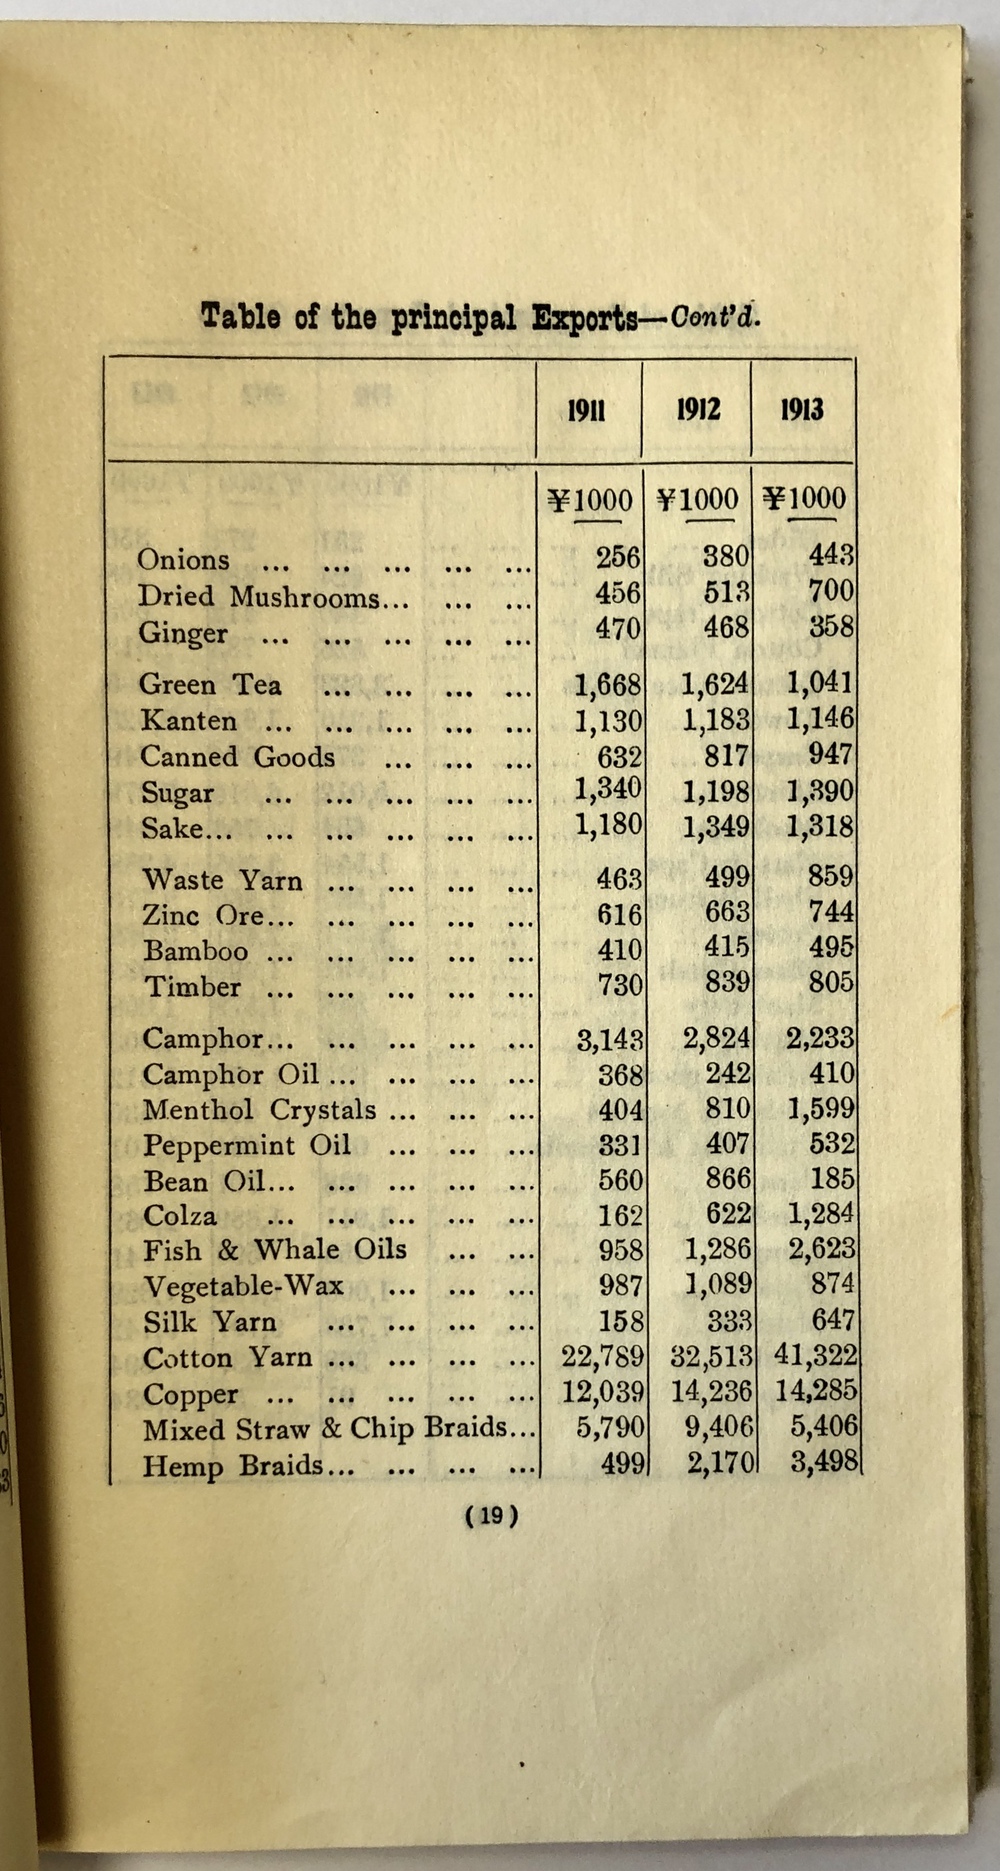 Table of the principal Exports—Cont'd.
1911 1912 1913
¥1000 ¥1000 ¥1000
Onions ... ... ... ... ... 256 380 443
Dried Mushrooms... ... ... 456 513 700
Ginger ... ... ... ... ... 470 468 358
Green Tea ... ... ... ... 1,668 1,624 1,041
Kanten ... ... ... ... ... 1,130 1,183 1,146
Canned Goods ... ... ... 632 817 947
Sugar ... ... ... ... ... 1,340 1,198 1,390
Sake... ... ... ... ... ... 1,180 1,349 1,318
Waste Yarn ... ... ... ... 463 499 859
Zinc Ore... ... ... ... ... 616 663 744
Bamboo ... ... ... ... ... 410 415 495
Timber ... ... ... ... ... 730 839 805
Camphor... ... ... ... ... 3,143 2,824 2,233
Camphor Oil ... ... ... ... 368 242 410
Menthol Crystals ... ... ... 404 810 1,599
Peppermint Oil ... ... ... 331 407 532
Bean Oil... ... ... ... ... 560 866 185
Colza ... ... ... ... ... 162 622 1,284
Fish & Whale Oils ... ... 958 1,286 2,623
Vegetable-Wax ... ... ... 987 1,089 874
Silk Yarn ... ... ... ... 158 333 647
Cotton Yarn ... ... ... ... 22,789 32,513 41,322
Copper ... ... ... ... ... 12,039 14,236 14,285
Mixed Straw & Chip Braids... 5,790 9,406 5,406
Hemp Braids... ... ... ... 499 2,170 3,498
(19)